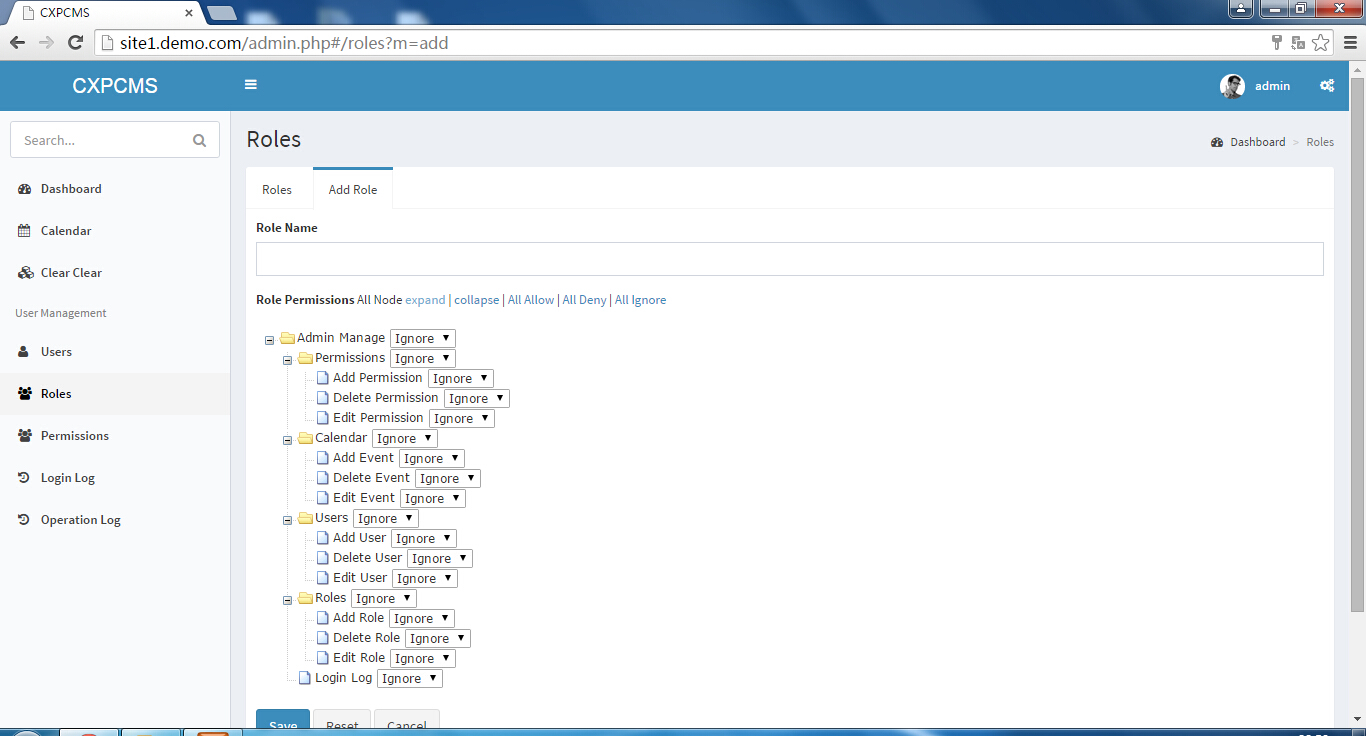 CXPCMS
site1.demo.com/admin.php#/roles?m=add
CXPCMS
admin
Search...
Dashboard
Calendar
Clear Clear
User Management
Users
Roles
Permissions
Login Log
Operation Log
Roles
Dashboard > Roles
Roles
Add Role
Role Name
Role Permissions All Node expand | collapse | All Allow | All Deny | All Ignore
Admin Manage Ignore
Permissions Ignore
Add Permission Ignore
Delete Permission Ignore
Edit Permission Ignore
Calendar Ignore
Add Event Ignore
Delete Event Ignore
Edit Event Ignore
Users Ignore
Add User Ignore
Delete User Ignore
Edit User Ignore
Roles Ignore
Add Role Ignore
Delete Role Ignore
Edit Role Ignore
Login Log Ignore
Save Reset Cancel